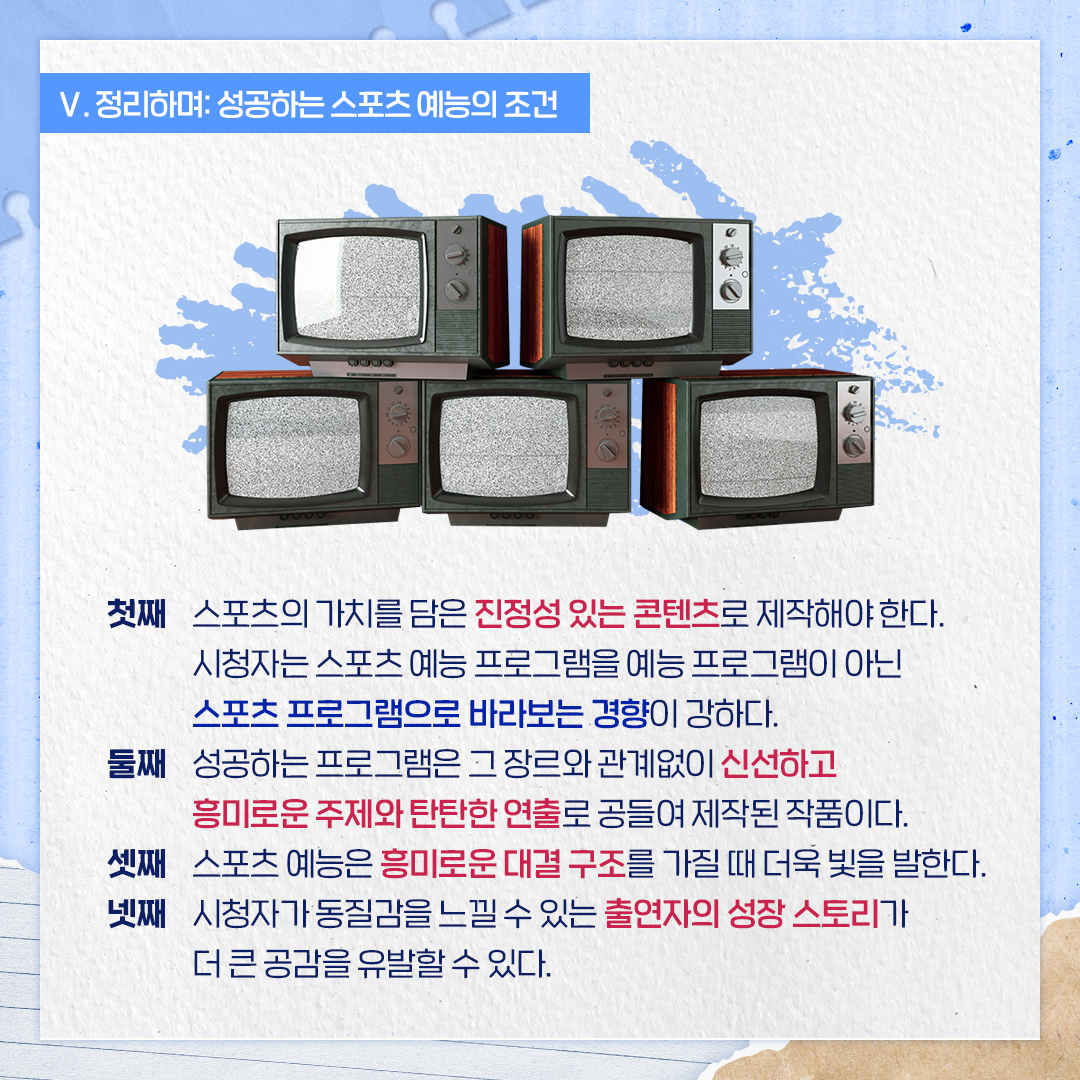 Ⅴ. 정리하며: 성공하는 스포츠 예능의 조건
첫째 스포츠의 가치를 담은 진정성 있는 콘텐츠로 제작해야 한다.
시청자는 스포츠 예능 프로그램을 예능 프로그램이 아닌
스포츠 프로그램으로 바라보는 경향이 강하다.
둘째 성공하는 프로그램은 그 장르와 관계없이 신선하고
흥미로운 주제와 탄탄한 연출로 공들여 제작된 작품이다.
셋째 스포츠 예능은 흥미로운 대결 구조를 가질 때 더욱 빛을 발한다.
넷째 시청자가 동질감을 느낄 수 있는 출연자의 성장 스토리가
더 큰 공감을 유발할 수 있다.